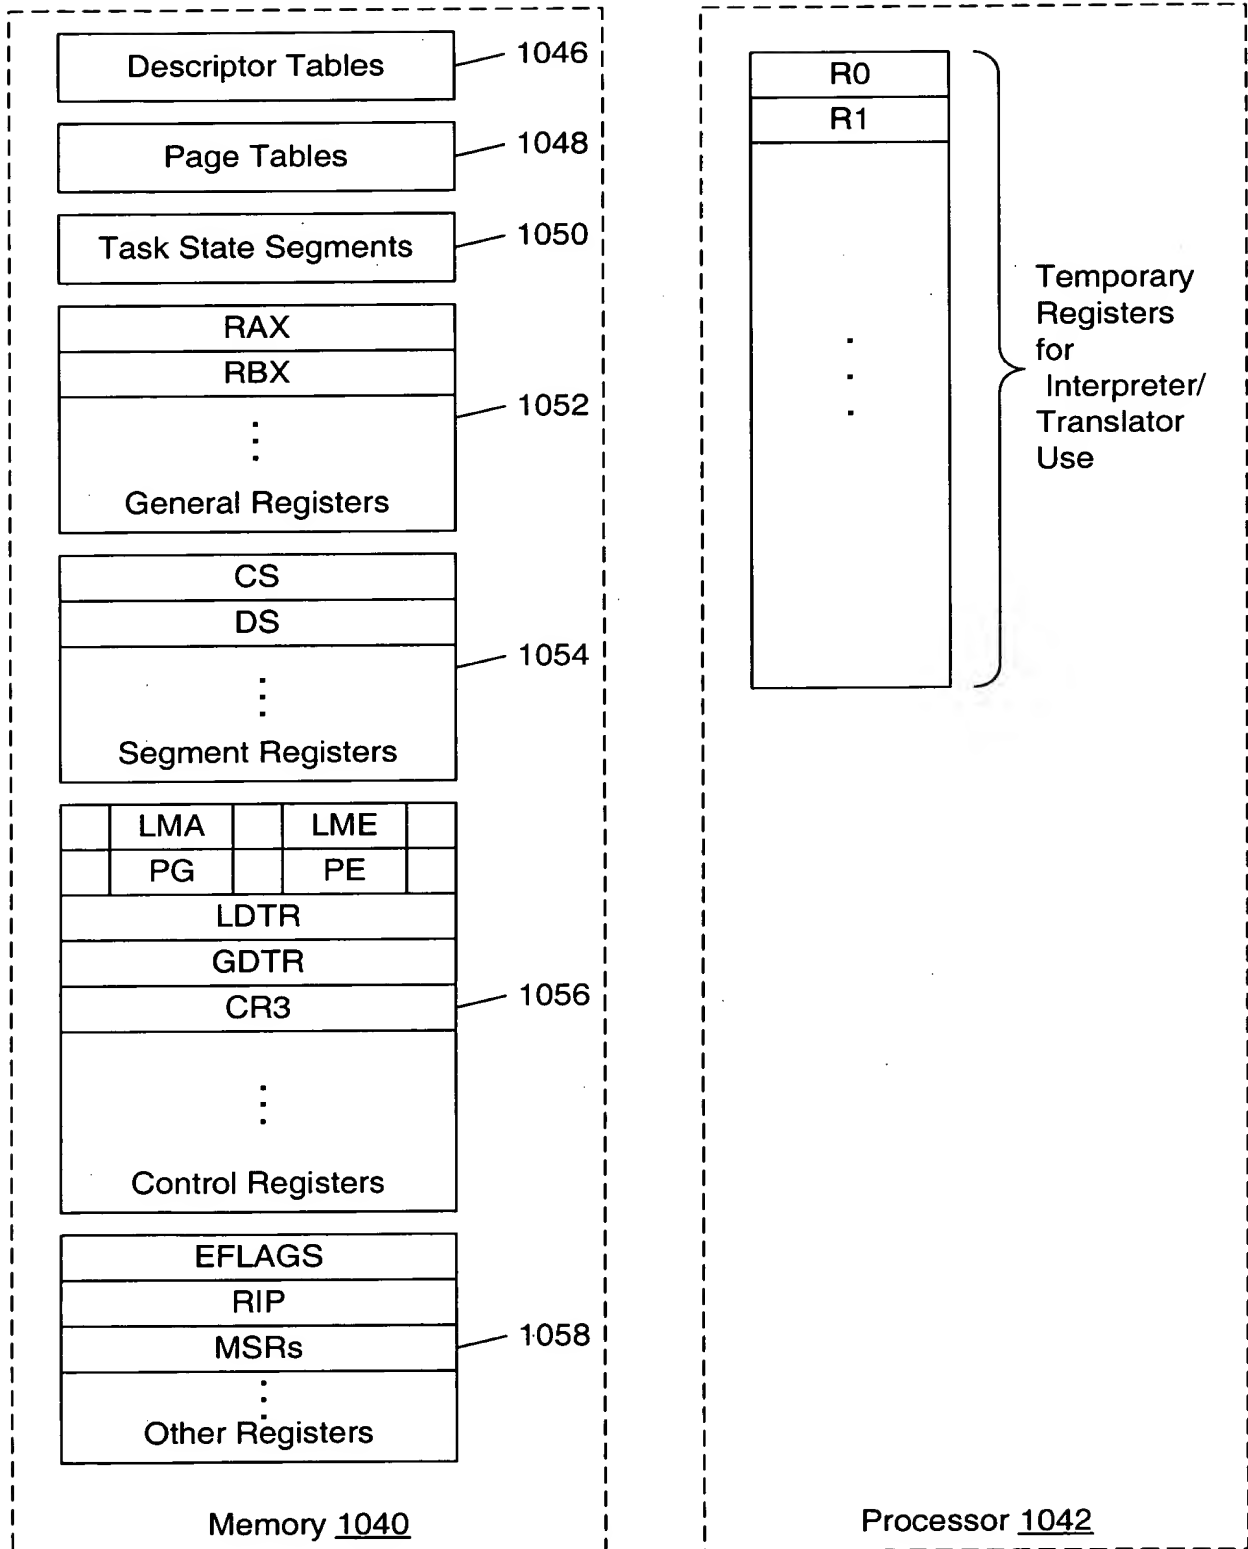 Descriptor Tables
1046
Page Tables
1048
Task State Segments
1050
RAX
RBX
1052
General Registers
CS
DS
1054
Segment Registers
LMA
LME
PG
PE
LDTR
GDTR
CR3
1056
Control Registers
EFLAGS
RIP
MSRs
1058
Other Registers
Memory 1040
R0
R1
Temporary
Registers
for
Interpreter/
Translator
Use
Processor 1042